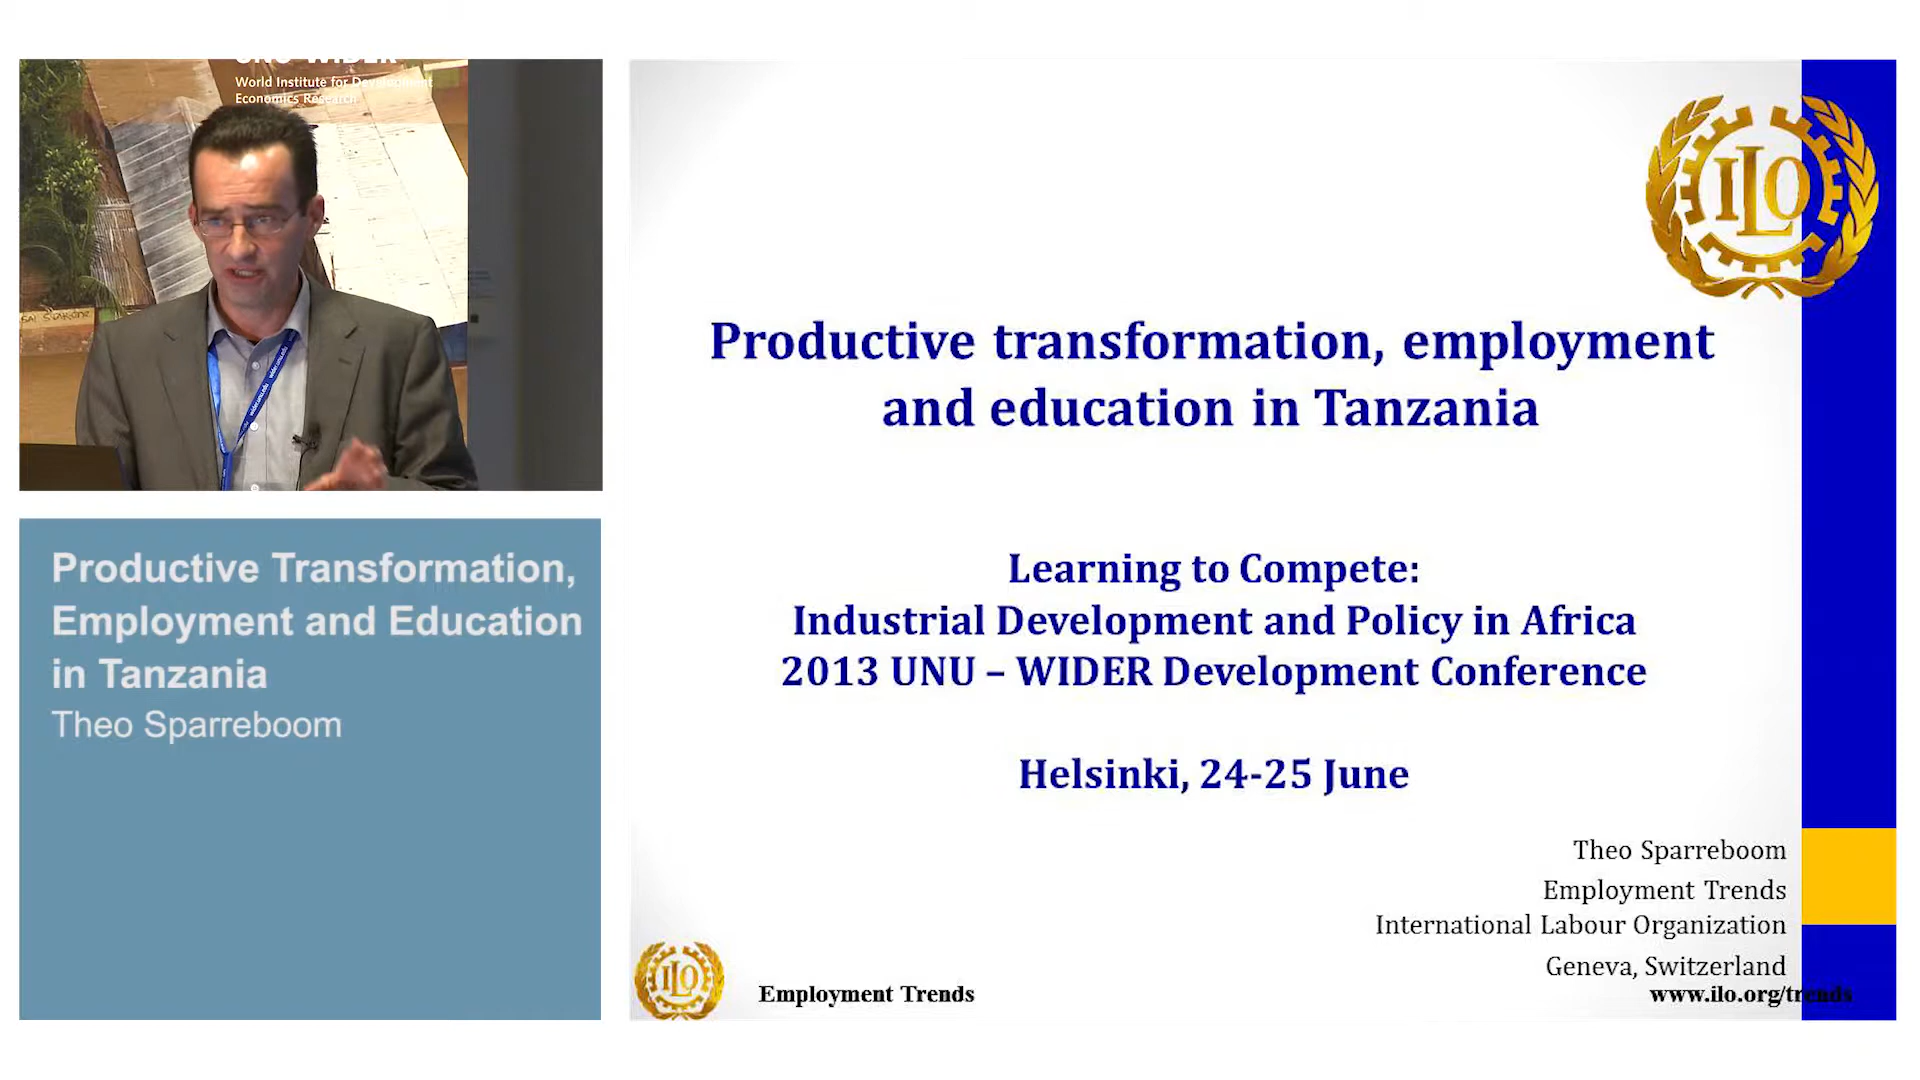 UNU-WIDER
World Institute for Development
Economics Research
Productive Transformation,
Employment and Education
in Tanzania
Theo Sparreboom
ILO
Productive transformation, employment
and education in Tanzania
Learning to Compete:
Industrial Development and Policy in Africa
2013 UNU – WIDER Development Conference
Helsinki, 24-25 June
Theo Sparreboom
Employment Trends
International Labour Organization
Geneva, Switzerland
ILO
Employment Trends
www.ilo.org/trends